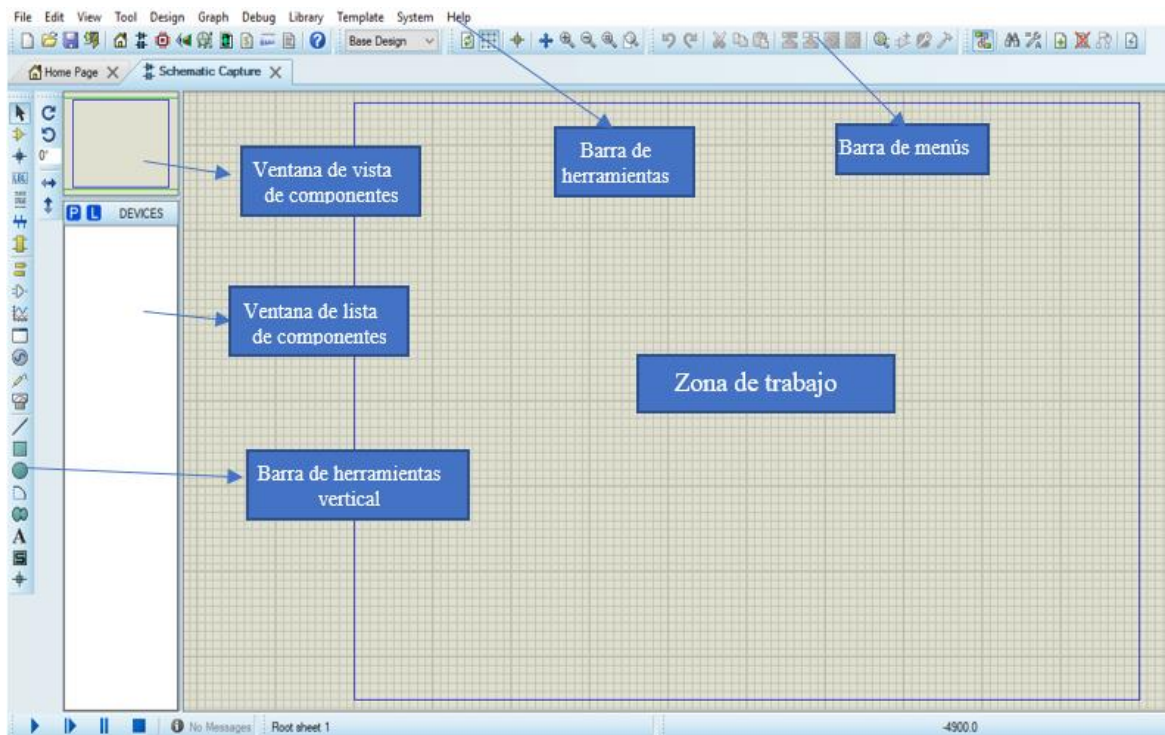 File Edit View Tool Design Graph Debug Library Template System Help
Base Design
Home Page
Schematic Capture
0°
LBL
P L DEVICES
Ventana de vista
de componentes
Barra de
herramientas
Barra de menús
Ventana de lista
de componentes
Zona de trabajo
Barra de herramientas
vertical
A
S
No Messages
Root sheet 1
-4900.0